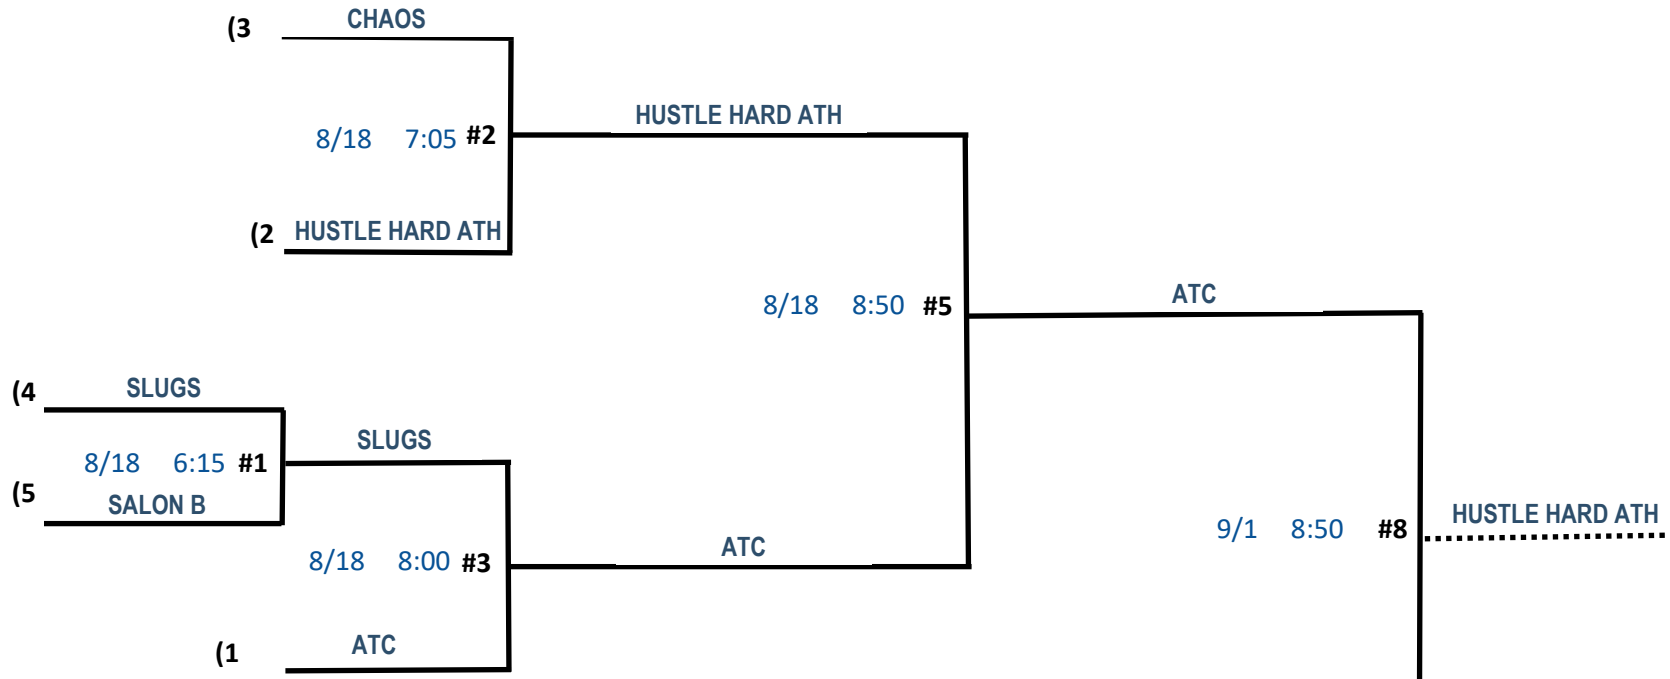 (3 CHAOS
HUSTLE HARD ATH
8/18 7:05 #2
(2 HUSTLE HARD ATH
8/18 8:50 #5
ATC
(4 SLUGS
SLUGS
8/18 6:15 #1
(5 SALON B
HUSTLE HARD ATH
9/1 8:50 #8
ATC
8/18 8:00 #3
(1 ATC